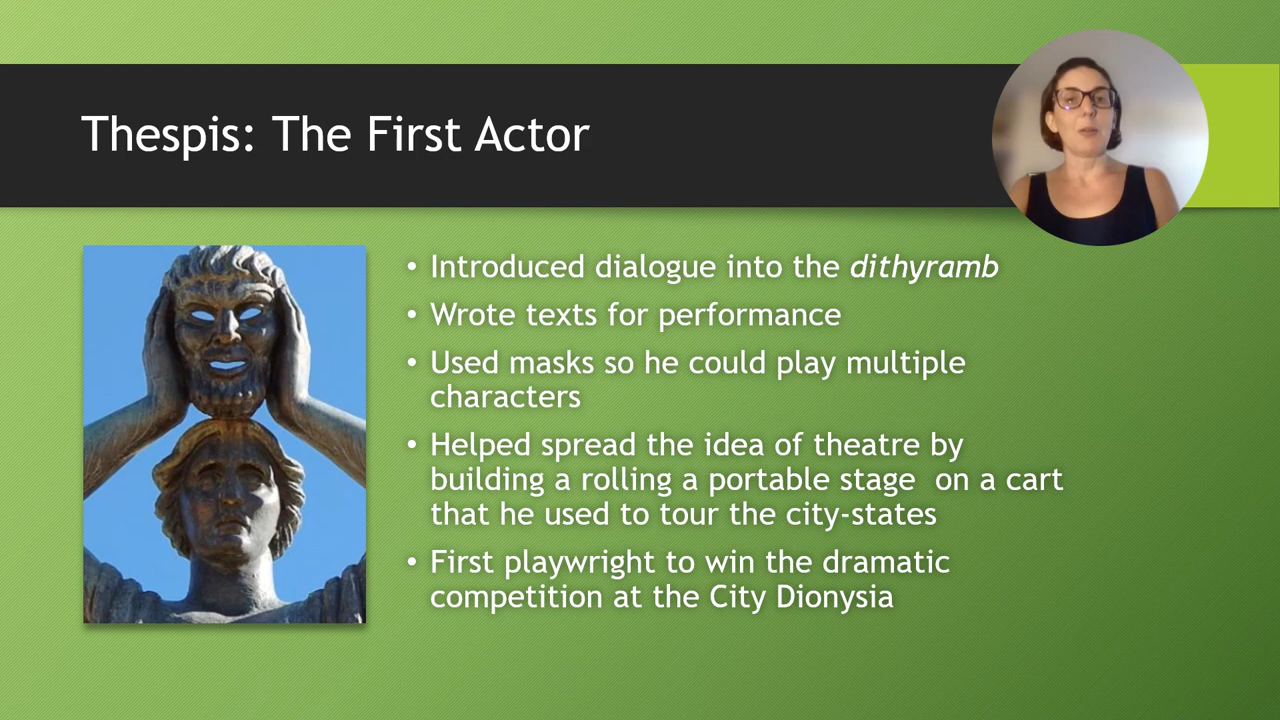 Thespis: The First Actor
• Introduced dialogue into the dithyramb
• Wrote texts for performance
• Used masks so he could play multiple
characters
• Helped spread the idea of theatre by
building a rolling a portable stage  on a cart
that he used to tour the city-states
• First playwright to win the dramatic
competition at the City Dionysia